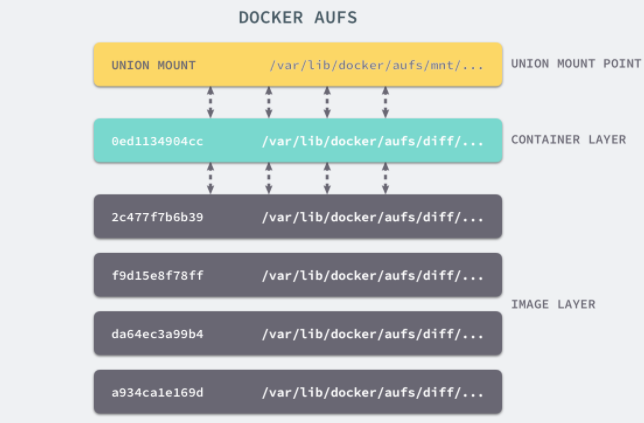 DOCKER AUFS
UNION MOUNT /var/lib/docker/aufs/mnt/... UNION MOUNT POINT
0ed1134904cc /var/lib/docker/aufs/diff/... CONTAINER LAYER
2c477f7b6b39 /var/lib/docker/aufs/diff/...
f9d15e8f78ff /var/lib/docker/aufs/diff/...
IMAGE LAYER
da64ec3a99b4 /var/lib/docker/aufs/diff/...
a934ca1e169d /var/lib/docker/aufs/diff/...